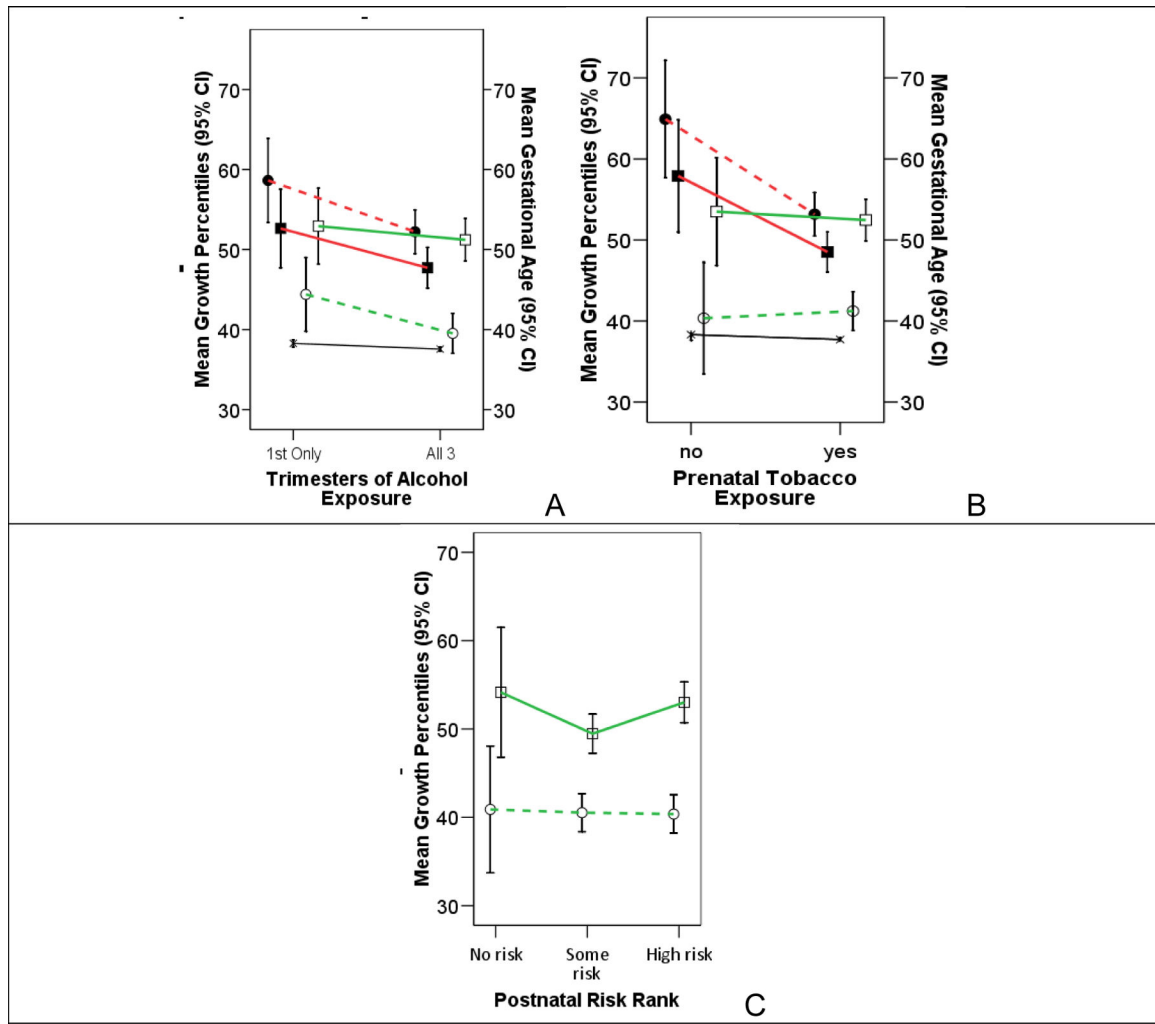 Mean Growth Percentiles (95% CI)
70
60
50
40
30
70
60
50
40
30
Mean Gestational Age (95% CI)
1st Only
All 3
Trimesters of Alcohol
Exposure
A
Mean Growth Percentiles (95% CI)
70
60
50
40
30
70
60
50
40
30
Mean Gestational Age (95% CI)
no
yes
Prenatal Tobacco
Exposure
B
Mean Growth Percentiles (95% CI)
70
60
50
40
30
No risk
Some
risk
High risk
Postnatal Risk Rank
C